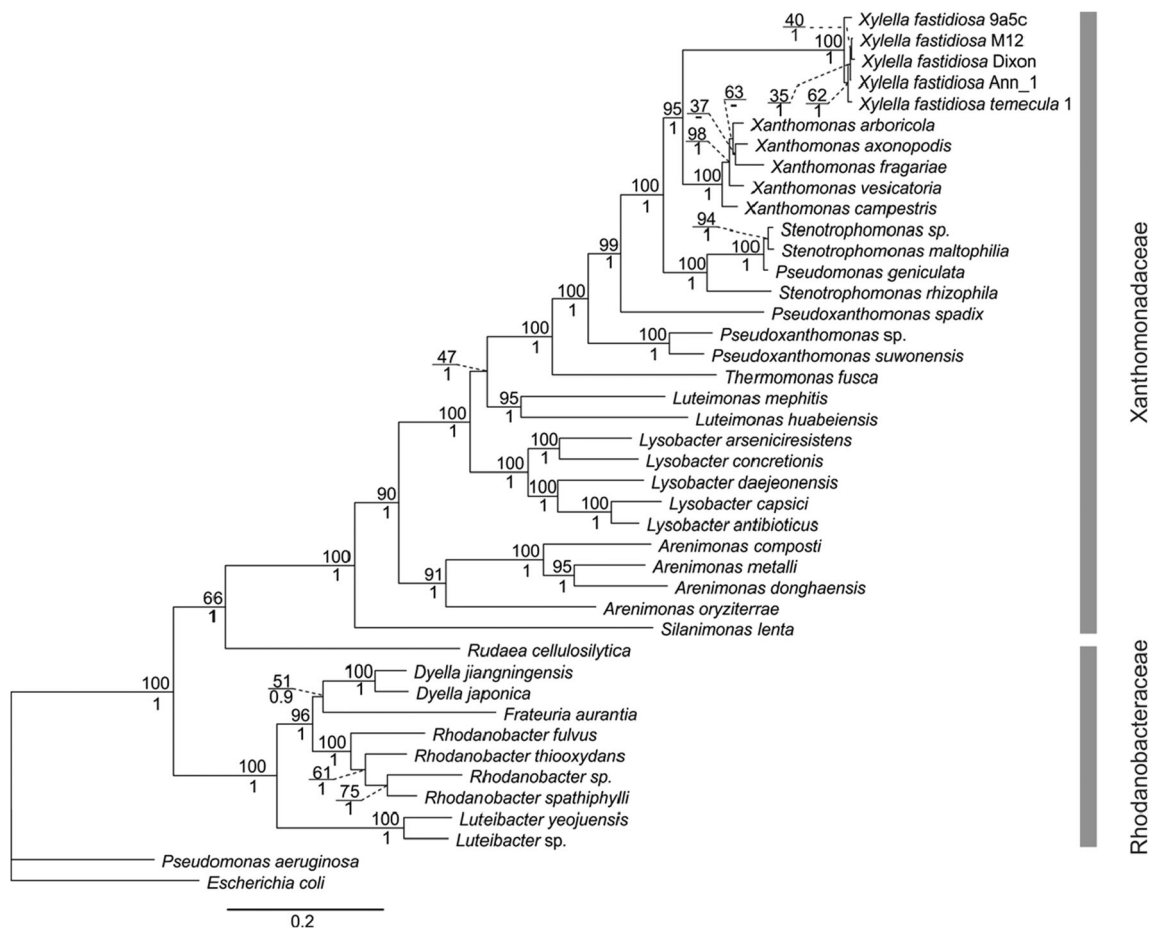 40
1
100
1
Xylella fastidiosa 9a5c
Xylella fastidiosa M12
Xylella fastidiosa Dixon
Xylella fastidiosa Ann_1
Xylella fastidiosa temecula 1
35
1
62
1
63
-
37
-
95
1
98
1
100
1
Xanthomonas arboricola
Xanthomonas axonopodis
Xanthomonas fragariae
Xanthomonas vesicatoria
Xanthomonas campestris
100
1
94
1
100
1
100
1
Stenotrophomonas sp.
Stenotrophomonas maltophilia
Pseudomonas geniculata
Stenotrophomonas rhizophila
99
1
Pseudoxanthomonas spadix
100
1
100
1
Pseudoxanthomonas sp.
Pseudoxanthomonas suwonensis
100
1
Thermomonas fusca
47
1
95
1
Luteimonas mephitis
Luteimonas huabeiensis
100
1
100
1
100
1
Lysobacter arseniciresistens
Lysobacter concretionis
100
1
Lysobacter daejeonensis
100
1
Lysobacter capsici
Lysobacter antibioticus
90
1
91
1
100
1
95
1
Arenimonas composti
Arenimonas metalli
Arenimonas donghaensis
Arenimonas oryziterrae
100
1
Silanimonas lenta
66
1
Rudaea cellulosilytica
100
1
51
0.9
100
1
Dyella jiangningensis
Dyella japonica
Frateuria aurantia
96
1
100
1
61
1
75
1
Rhodanobacter fulvus
Rhodanobacter thiooxydans
Rhodanobacter sp.
Rhodanobacter spathiphylli
100
1
100
1
Luteibacter yeojuensis
Luteibacter sp.
Pseudomonas aeruginosa
Escherichia coli
0.2
Xanthomonadaceae
Rhodanobacteraceae